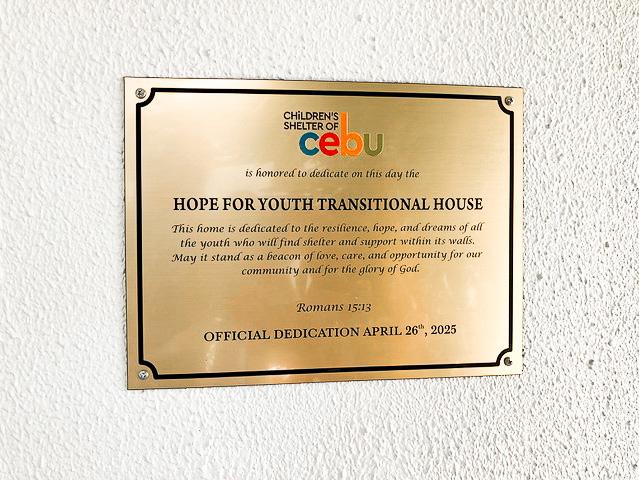 CHiLDREN'S
SHELTER OF
cebu
is honored to dedicate on this day the
HOPE FOR YOUTH TRANSITIONAL HOUSE
This home is dedicated to the resilience, hope, and dreams of all
the youth who will find shelter and support within its walls.
May it stand as a beacon of love, care, and opportunity for our
community and for the glory of God.
Romans 15:13
OFFICIAL DEDICATION APRIL 26th, 2025